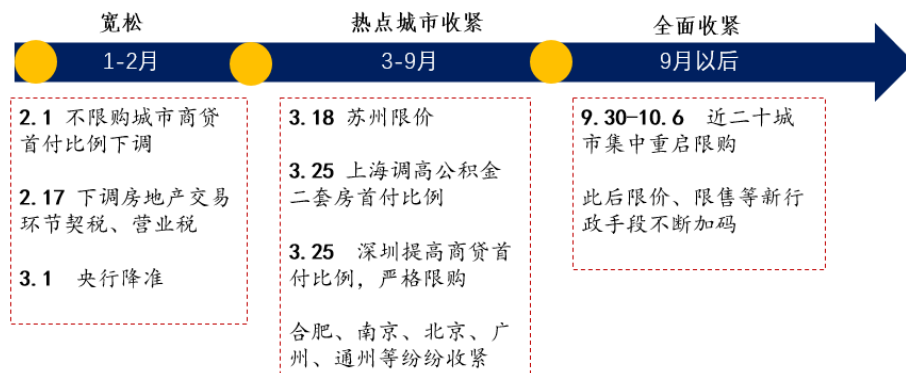 宽松
热点城市收紧
全面收紧
1-2月
3-9月
9月以后
2.1 不限购城市商贷
首付比例下调
2.17 下调房地产交易
环节契税、营业税
3.1 央行降准
3.18 苏州限价
3.25 上海调高公积金
二套房首付比例
3.25 深圳提高商贷首
付比例，严格限购
合肥、南京、北京、广
州、通州等纷纷收紧
9.30-10.6 近二十城
市集中重启限购
此后限价、限售等新行
政手段不断加码